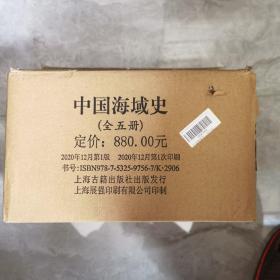 中国海域史
(全五册)
定价：880.00元
2020年12月第1版 2020年12月第1次印刷
书号：ISBN978-7-5325-9756-7/K·2906
上海古籍出版社出版发行
上海展强印刷有限公司印制